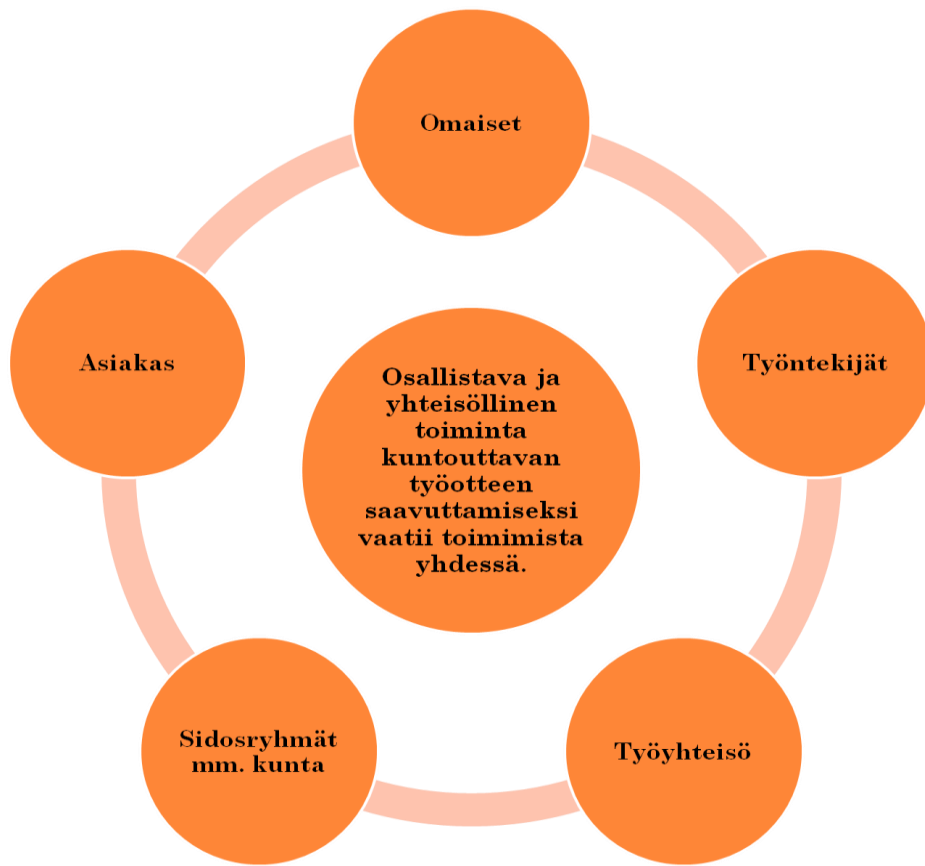 Omaiset
Asiakas
Työntekijät
Osallistava ja
yhteisöllinen
toiminta
kuntouttavan
työotteen
saavuttamiseksi
vaatii toimimista
yhdessä.
Sidosryhmät
mm. kunta
Työyhteisö